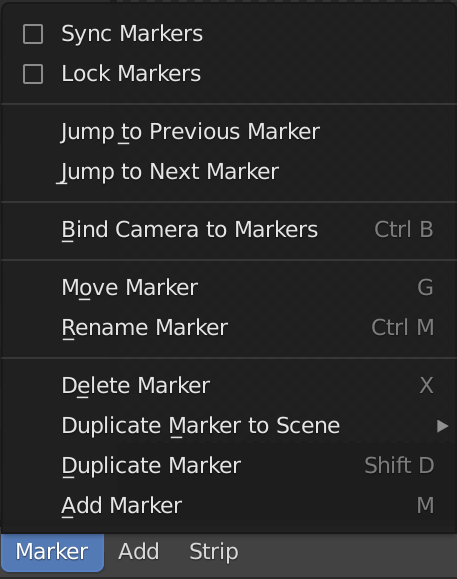 Sync Markers
Lock Markers
Jump to Previous Marker
Jump to Next Marker
Bind Camera to Markers Ctrl B
Move Marker G
Rename Marker Ctrl M
Delete Marker X
Duplicate Marker to Scene
Duplicate Marker Shift D
Add Marker M
Marker Add Strip